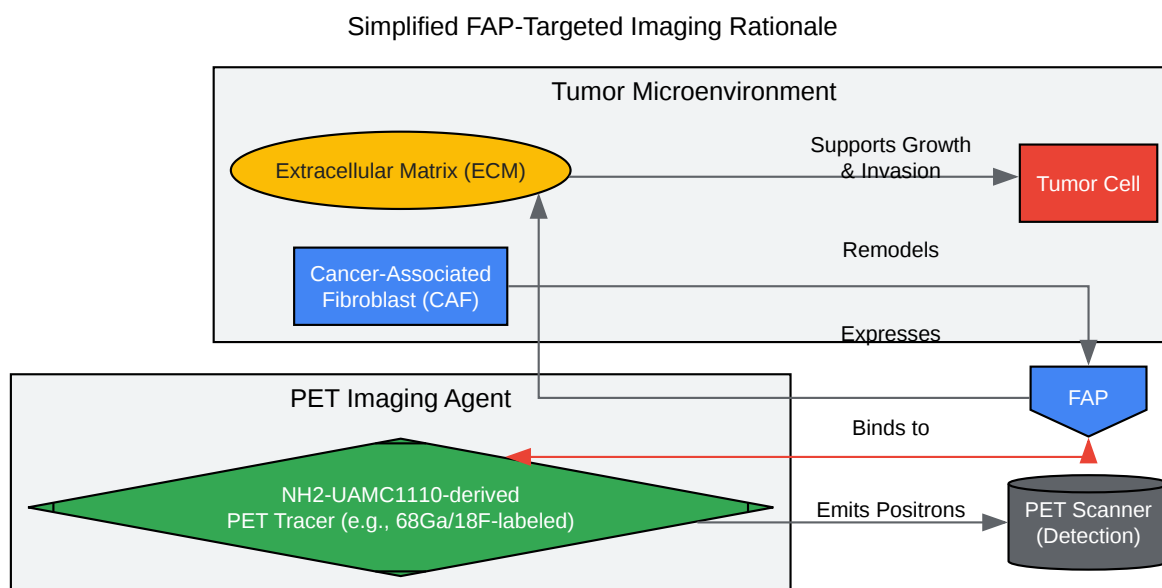 Simplified FAP-Targeted Imaging Rationale
Tumor Microenvironment
Extracellular Matrix (ECM)
Supports Growth
& Invasion
Tumor Cell
Remodels
Cancer-Associated
Fibroblast (CAF)
Expresses
FAP
PET Imaging Agent
Binds to
NH2-UAMC1110-derived
PET Tracer (e.g., 68Ga/18F-labeled)
Emits Positrons
PET Scanner
(Detection)